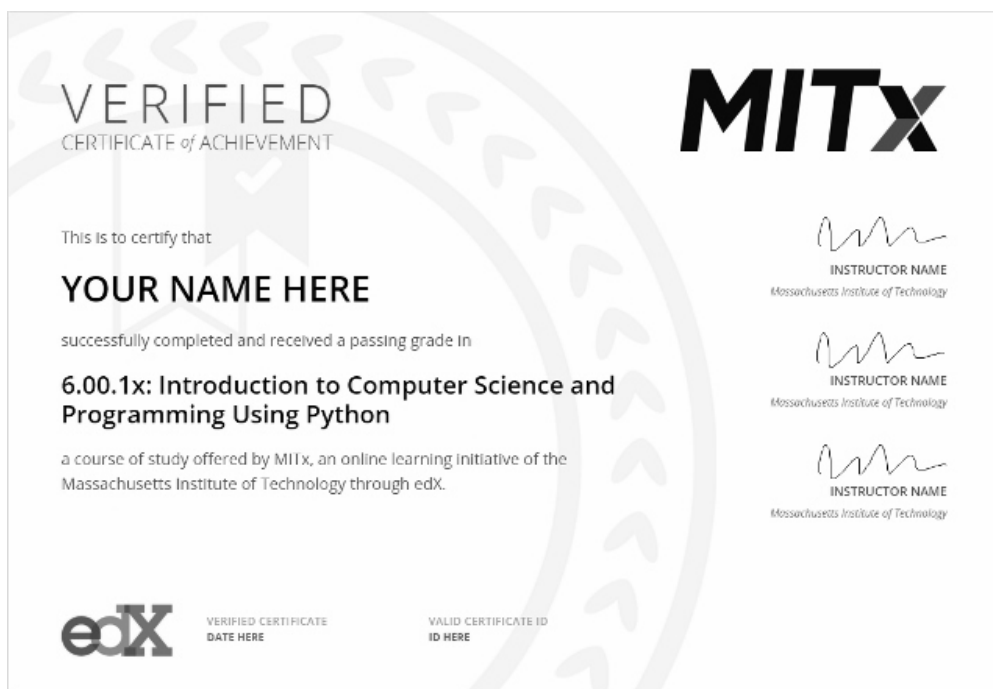 VERIFIED
CERTIFICATE of ACHIEVEMENT
MITx
This is to certify that
YOUR NAME HERE
successfully completed and received a passing grade in
6.00.1x: Introduction to Computer Science and
Programming Using Python
a course of study offered by MITx, an online learning initiative of the
Massachusetts Institute of Technology through edX.
INSTRUCTOR NAME
Massachusetts Institute of Technology
INSTRUCTOR NAME
Massachusetts Institute of Technology
INSTRUCTOR NAME
Massachusetts Institute of Technology
edX
VERIFIED CERTIFICATE
DATE HERE
VALID CERTIFICATE ID
ID HERE